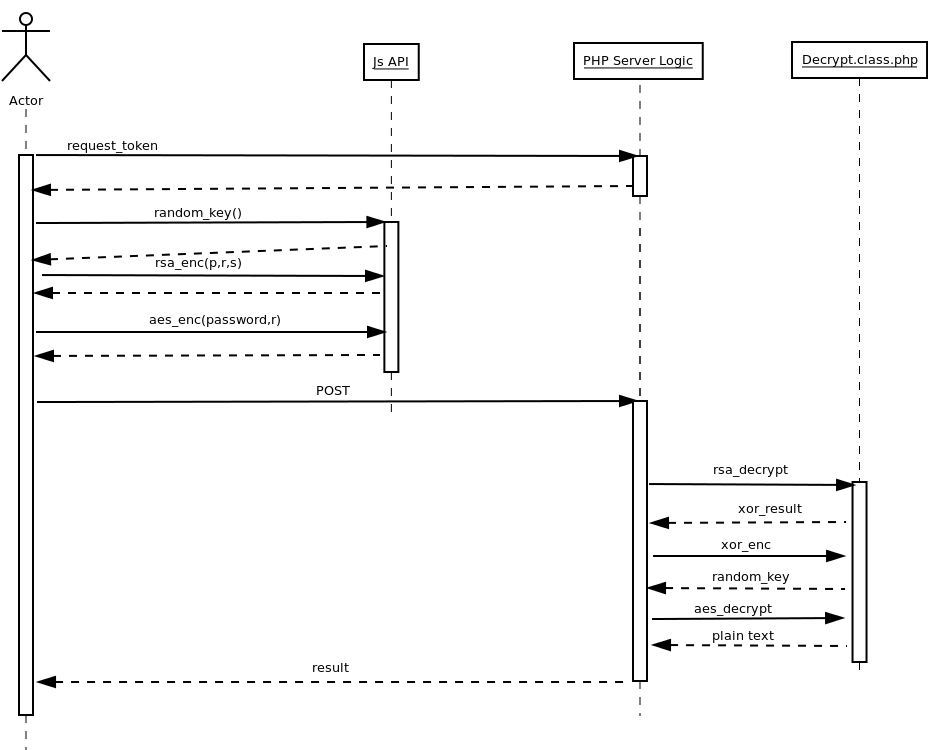 Js API
PHP Server Logic
Decrypt.class.php
Actor
request_token
random_key()
rsa_enc(p,r,s)
aes_enc(password,r)
POST
rsa_decrypt
xor_result
xor_enc
random_key
aes_decrypt
plain text
result